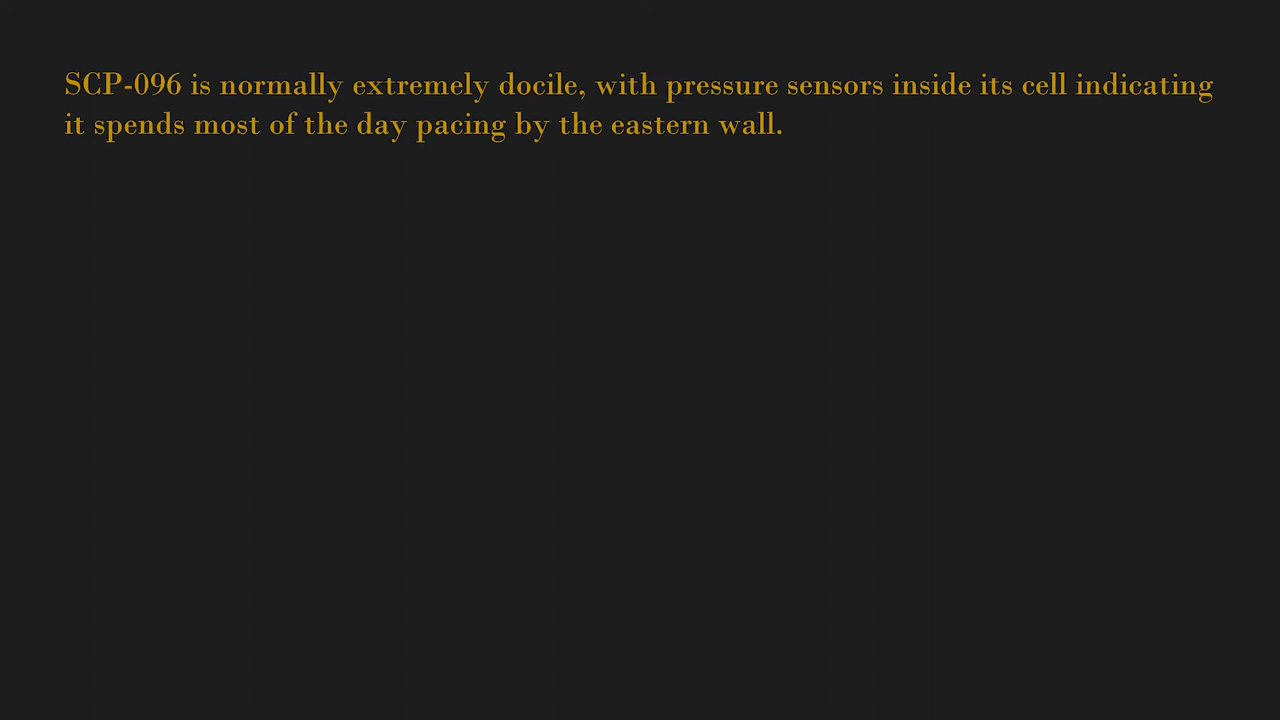 SCP-096 is normally extremely docile, with pressure sensors inside its cell indicating
it spends most of the day pacing by the eastern wall.